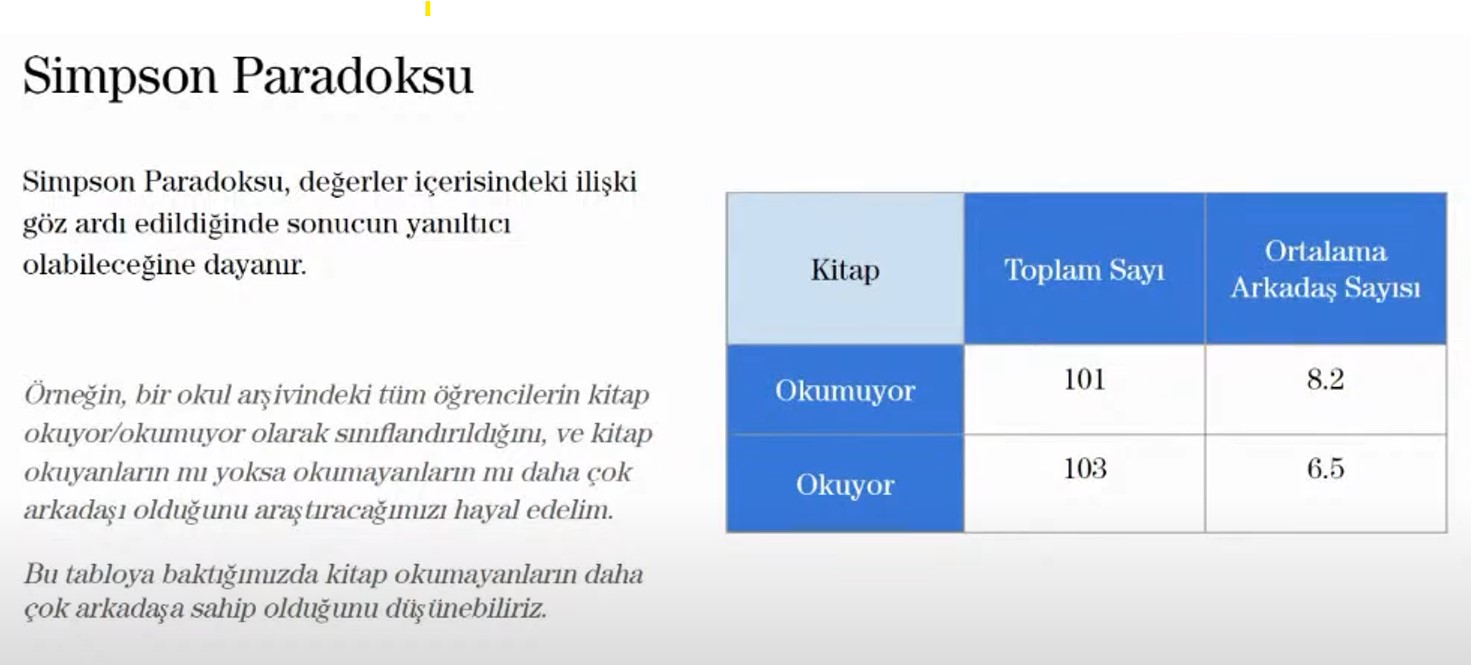 Simpson Paradoksu
Simpson Paradoksu, değerler içerisindeki ilişki
göz ardı edildiğinde sonucun yanıltıcı
olabileceğine dayanır.
Örneğin, bir okul arşivindeki tüm öğrencilerin kitap
okuyor/okumuyor olarak sınıflandırıldığını, ve kitap
okuyanların mı yoksa okumayanların mı daha çok
arkadaşı olduğunu araştıracağımızı hayal edelim.
Bu tabloya baktığımızda kitap okumayanların daha
çok arkadaşa sahip olduğunu düşünebiliriz.
Kitap
Toplam Sayı
Ortalama
Arkadaş Sayısı
Okumuyor
101
8.2
Okuyor
103
6.5